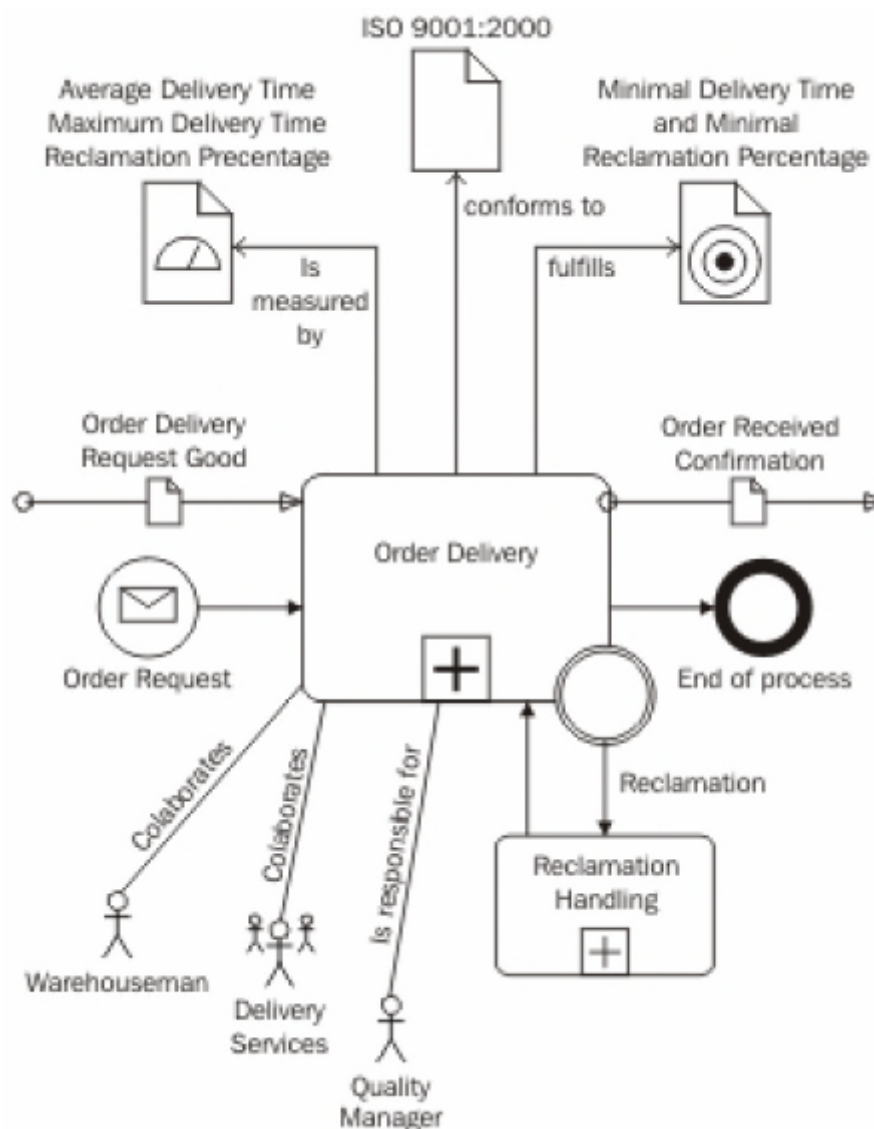 ISO 9001:2000
Average Delivery Time
Maximum Delivery Time
Reclamation Precentage
Minimal Delivery Time
and Minimal
Reclamation Percentage
conforms to
Is
measured
by
fulfills
Order Delivery
Request Good
Order Received
Confirmation
Order Delivery
Order Request
End of process
Colaborates
Colaborates
Is responsible for
Reclamation
Reclamation
Handling
Warehouseman
Delivery
Services
Quality
Manager